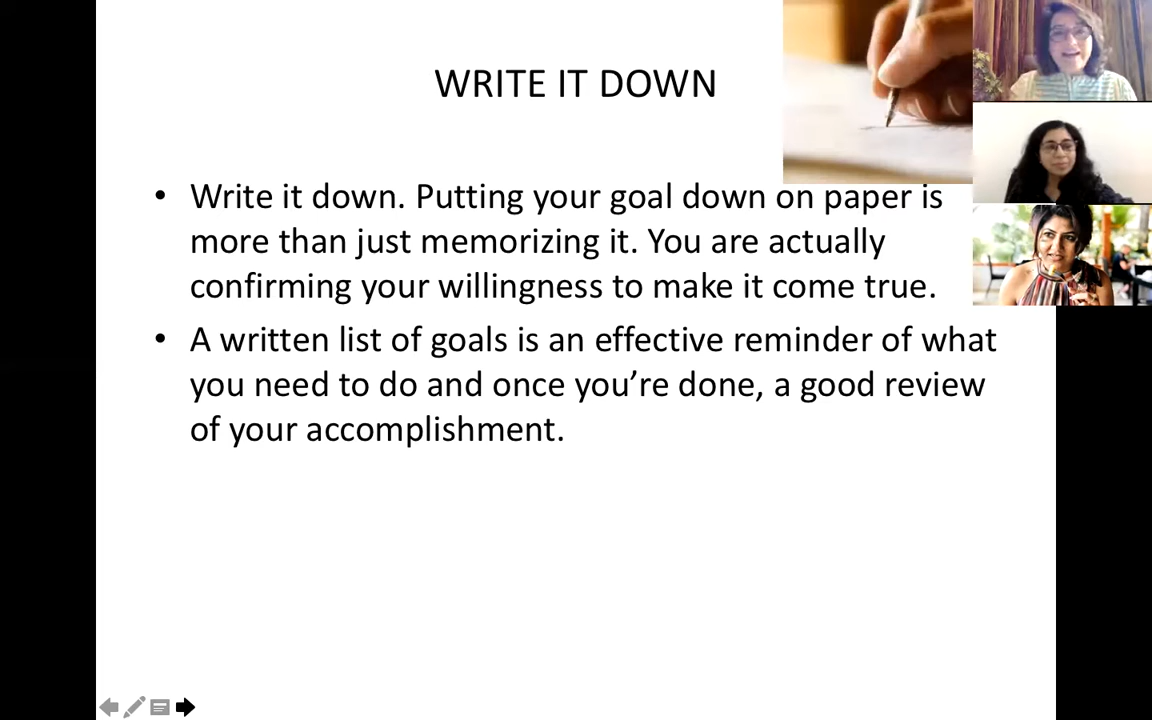 WRITE IT DOWN
• Write it down. Putting your goal down on paper is
more than just memorizing it. You are actually
confirming your willingness to make it come true.
• A written list of goals is an effective reminder of what
you need to do and once you’re done, a good review
of your accomplishment.